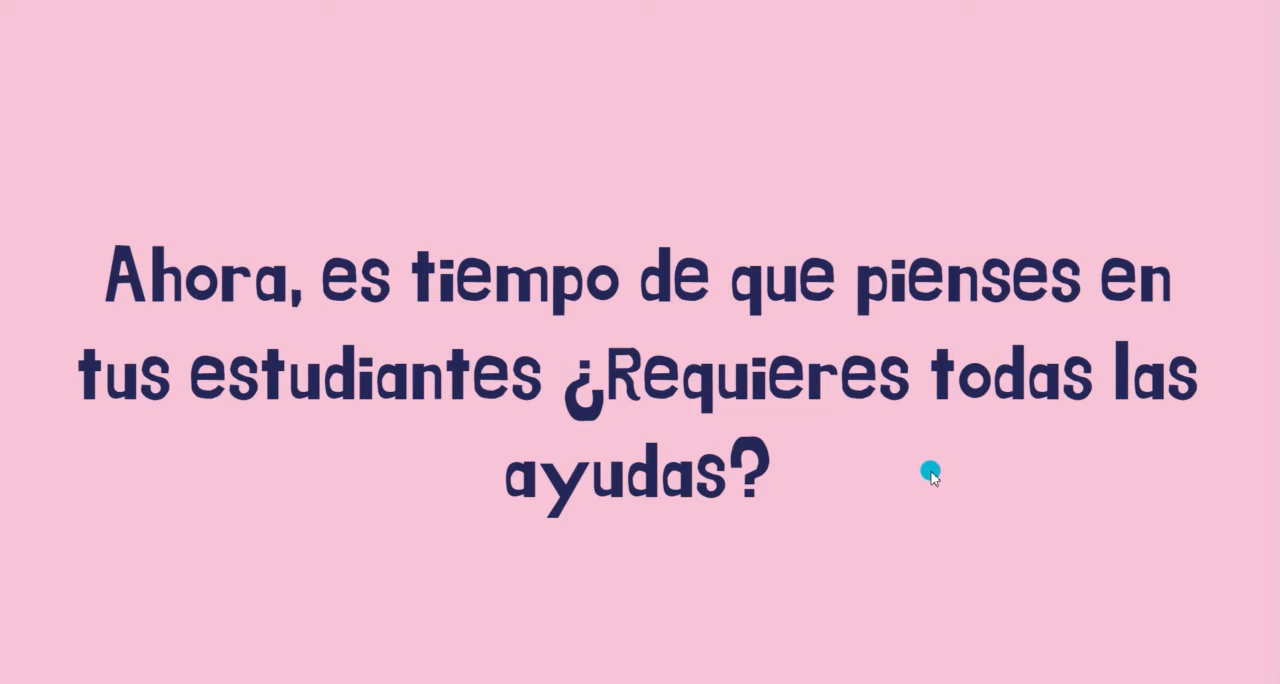 Ahora, es tiempo de que pienses en
tus estudiantes ¿Requieres todas las
ayudas?